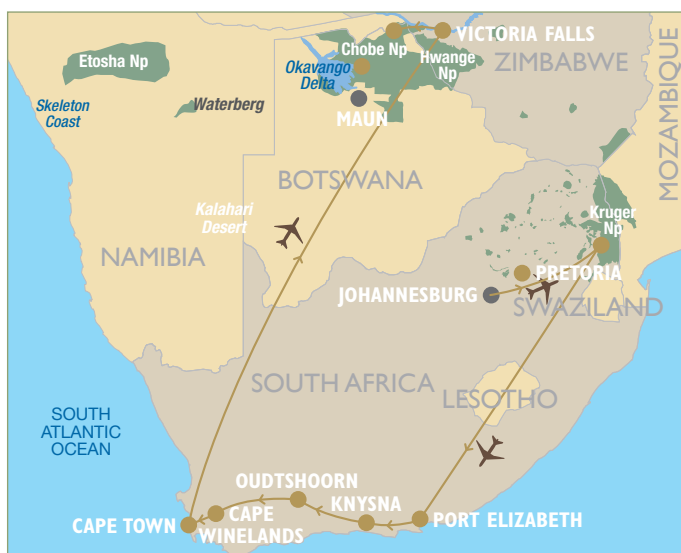 VICTORIA FALLS
Chobe Np
Etosha Np
Hwange
Np
ZIMBABWE
Okavango
Delta
MOZAMBIQUE
Skeleton
Coast
Waterberg
MAUN
BOTSWANA
Kalahari
Desert
Kruger
Np
NAMIBIA
PRETORIA
JOHANNESBURG
SWAZILAND
SOUTH AFRICA
LESOTHO
SOUTH
ATLANTIC
OCEAN
OUDTSHOORN
KNYSNA
CAPE TOWN
CAPE
WINELANDS
PORT ELIZABETH